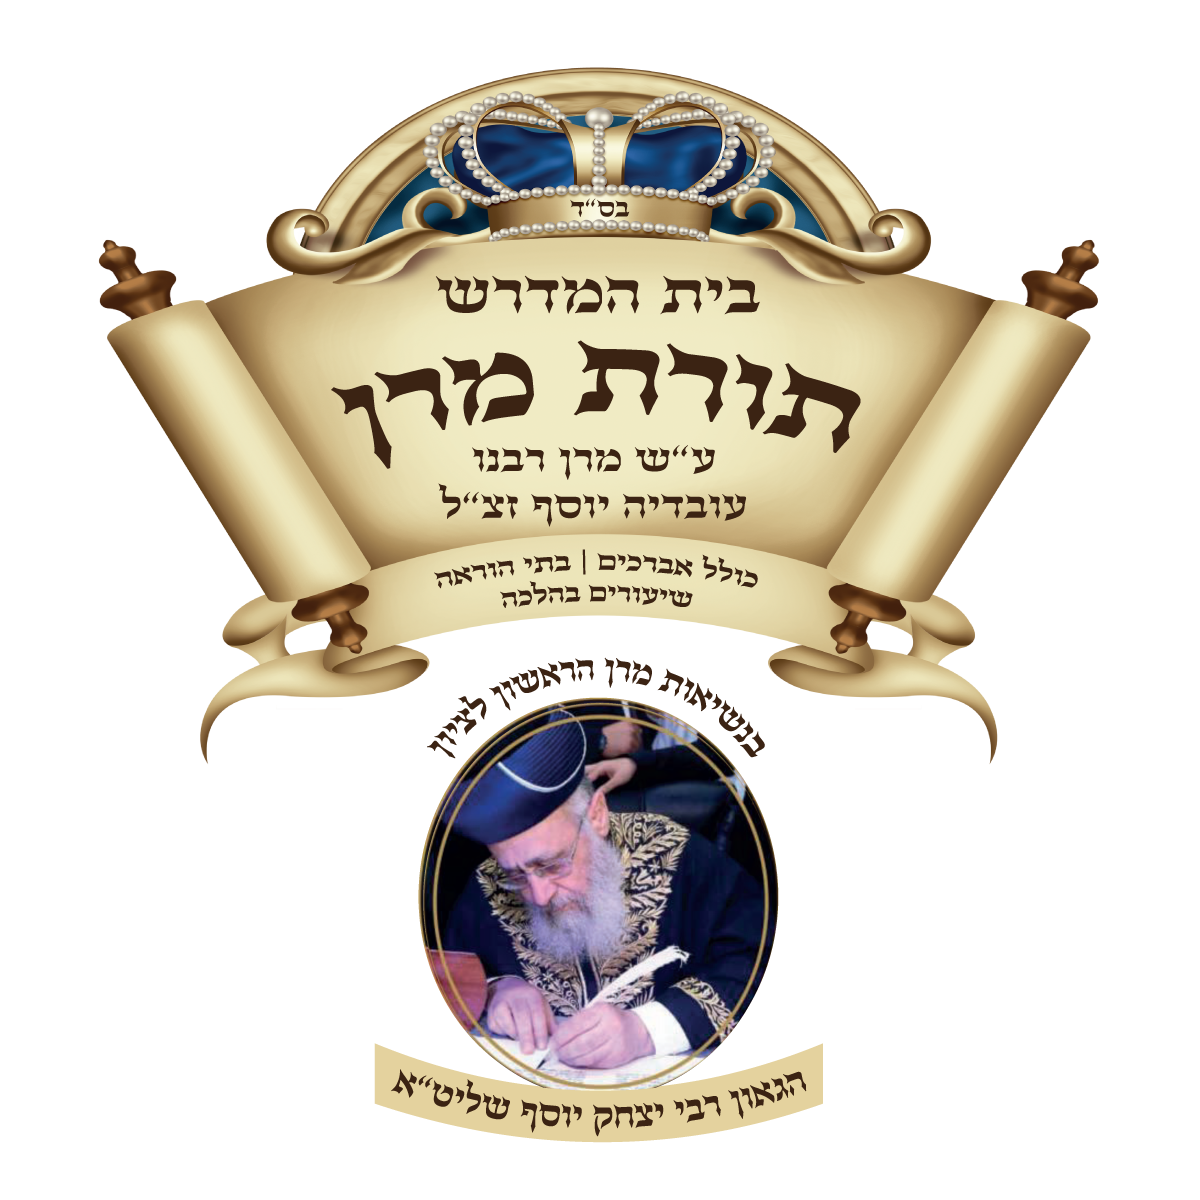 בס“ד
בית המדרש
תורת מרן
ע“ש מרן רבנו
עובדיה יוסף זצ“ל
כולל אברכים | בתי הוראה
שיעורים בהלכה
בנשיאות מרן הראשון לציון
הגאון רבי יצחק יוסף שליט“א